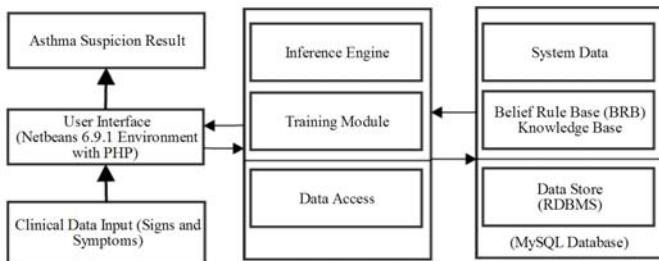 Asthma Suspicion Result
User Interface
(Netbeans 6.9.1 Environment
with PHP)
Clinical Data Input (Signs and
Symptoms)
Inference Engine
Training Module
Data Access
System Data
Belief Rule Base (BRB)
Knowledge Base
Data Store
(RDBMS)
(MySQL Database)